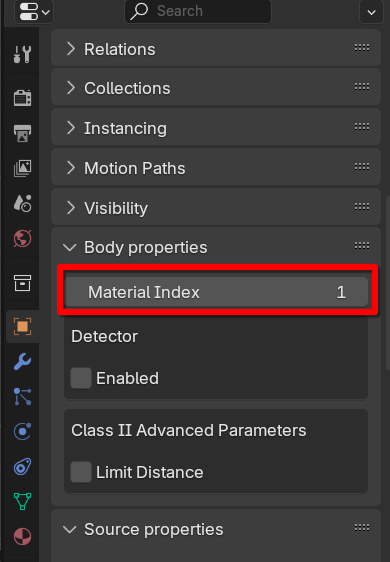 Search
Relations
Collections
Instancing
Motion Paths
Visibility
Body properties
Material Index 1
Detector
Enabled
Class II Advanced Parameters
Limit Distance
Source properties